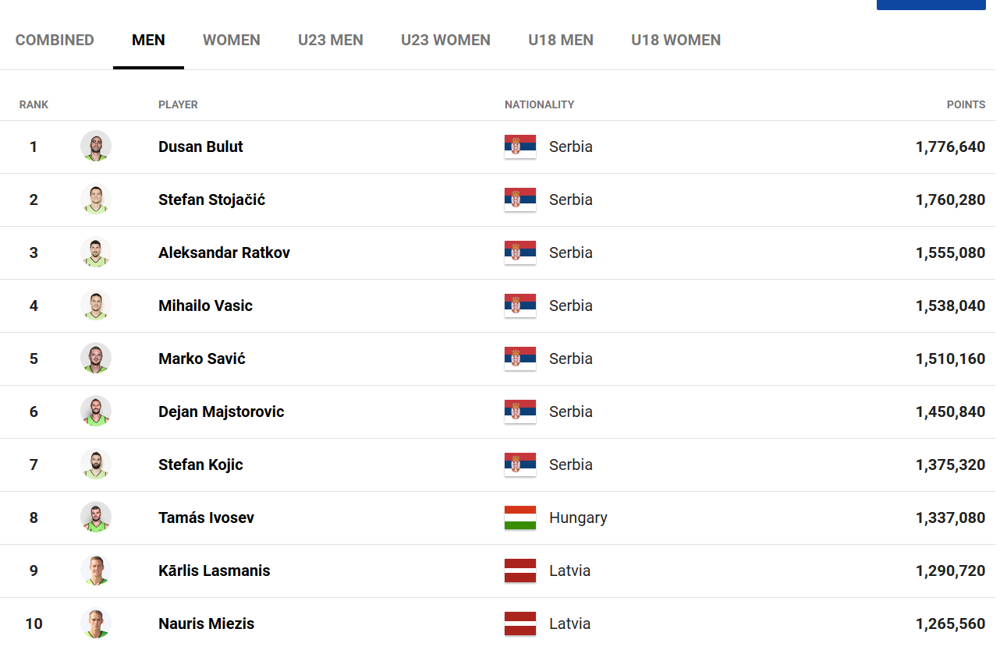 COMBINED MEN WOMEN U23 MEN U23 WOMEN U18 MEN U18 WOMEN
RANK PLAYER NATIONALITY POINTS
1 Dusan Bulut Serbia 1,776,640
2 Stefan Stojačić Serbia 1,760,280
3 Aleksandar Ratkov Serbia 1,555,080
4 Mihailo Vasic Serbia 1,538,040
5 Marko Savić Serbia 1,510,160
6 Dejan Majstorovic Serbia 1,450,840
7 Stefan Kojic Serbia 1,375,320
8 Tamás Ivosev Hungary 1,337,080
9 Kārlis Lasmanis Latvia 1,290,720
10 Nauris Miezis Latvia 1,265,560